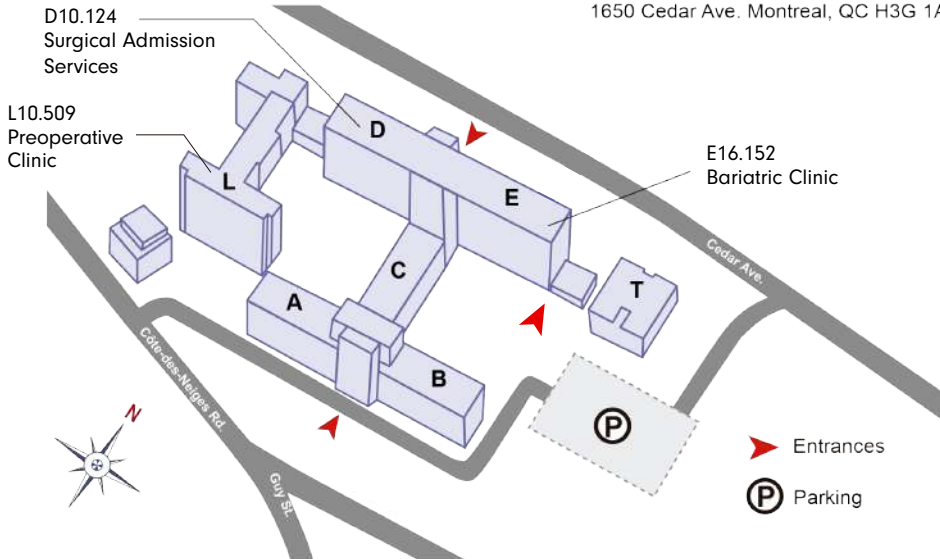 1650 Cedar Ave. Montreal, QC H3G 1A
D10.124
Surgical Admission
Services
L10.509
Preoperative
Clinic
D
E16.152
Bariatric Clinic
L
E
C
Cedar Ave.
T
A
B
Côte-des-Neiges Rd.
N
P
Entrances
Guy St.
P Parking